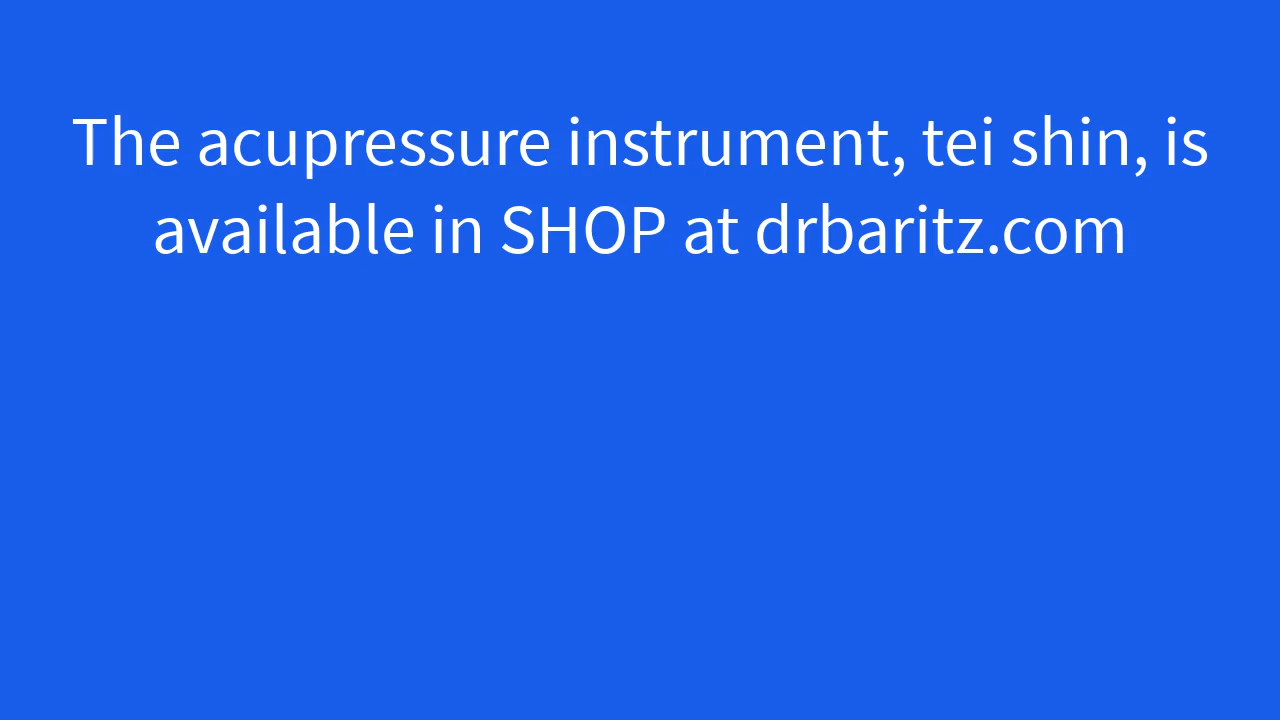 The acupressure instrument, tei shin, is
available in SHOP at drbaritz.com